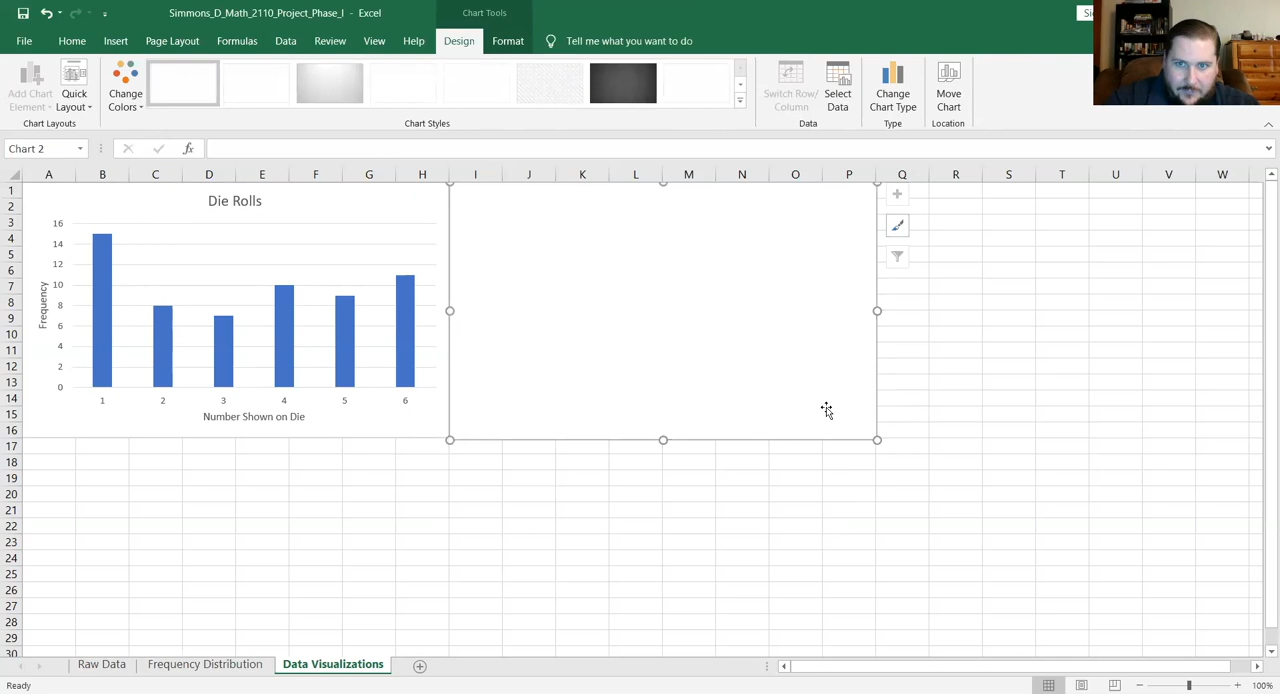 Simmons_D_Math_2110_Project_Phase_I - Excel
Chart Tools
File Home Insert Page Layout Formulas Data Review View Help Design Format Tell me what you want to do
Add Chart Element
Quick Layout
Change Colors
Switch Row/ Column
Select Data
Change Chart Type
Move Chart
Chart Layouts
Chart Styles
Data
Type
Location
Chart 2
fx
A B C D E F G H I J K L M N O P Q R S T U V W
1
2
3
4
5
6
7
8
9
10
11
12
13
14
15
16
17
18
19
20
21
22
23
24
25
26
27
28
29
30
Die Rolls
16
14
12
10
8
6
4
2
0
Frequency
1 2 3 4 5 6
Number Shown on Die
Raw Data Frequency Distribution Data Visualizations
Ready
100%